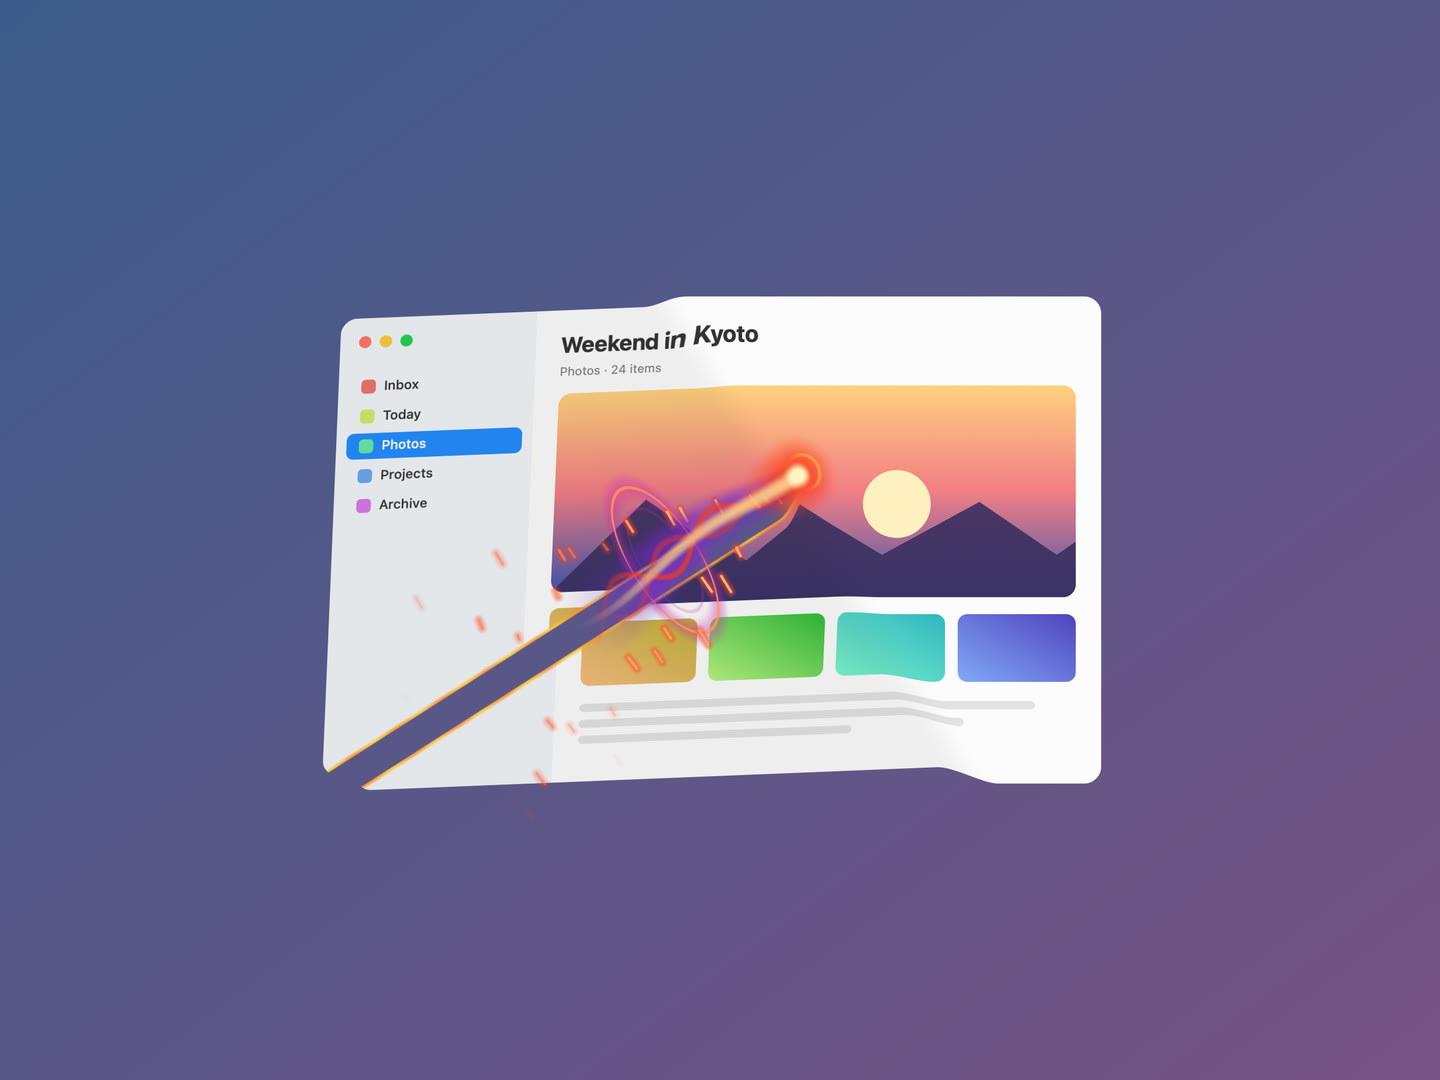 Inbox
Today
Photos
Projects
Archive
Weekend in Kyoto
Photos · 24 items